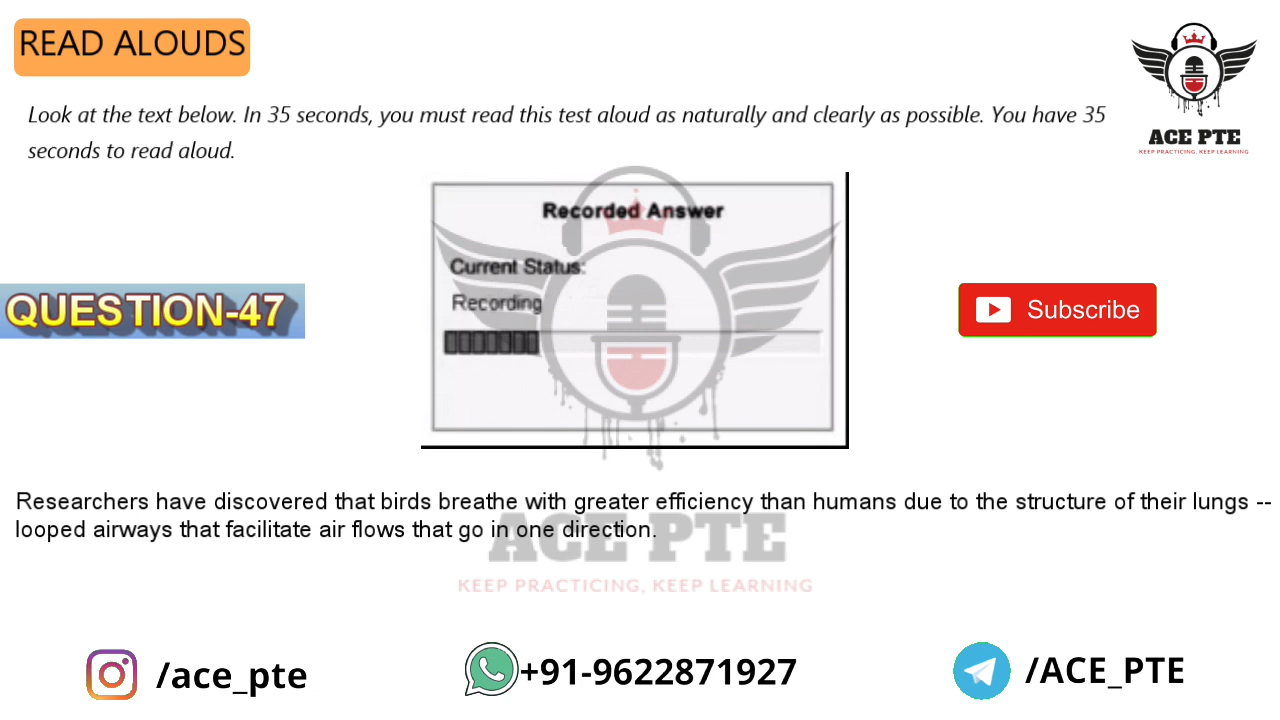 READ ALOUDS
Look at the text below. In 35 seconds, you must read this test aloud as naturally and clearly as possible. You have 35
seconds to read aloud.
ACE PTE
KEEP PRACTICING, KEEP LEARNING
Recorded Answer
Current Status:
Recording
QUESTION-47
Subscribe
Researchers have discovered that birds breathe with greater efficiency than humans due to the structure of their lungs --
looped airways that facilitate air flows that go in one direction.
ACE PTE
KEEP PRACTICING, KEEP LEARNING
/ace_pte
+91-9622871927
/ACE_PTE